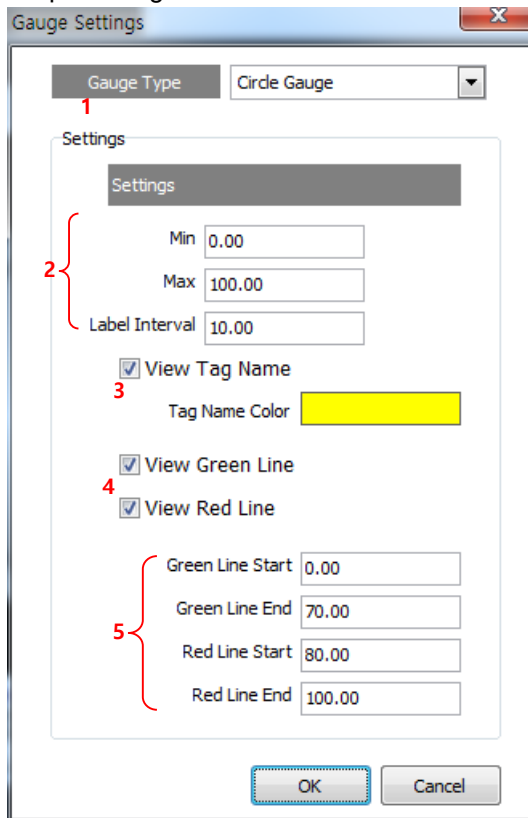 Gauge Settings
x
Gauge Type Circle Gauge
1
Settings
Settings
Min 0.00
2
Max 100.00
Label Interval 10.00
View Tag Name
3
Tag Name Color
View Green Line
4
View Red Line
Green Line Start 0.00
Green Line End 70.00
5
Red Line Start 80.00
Red Line End 100.00
OK Cancel